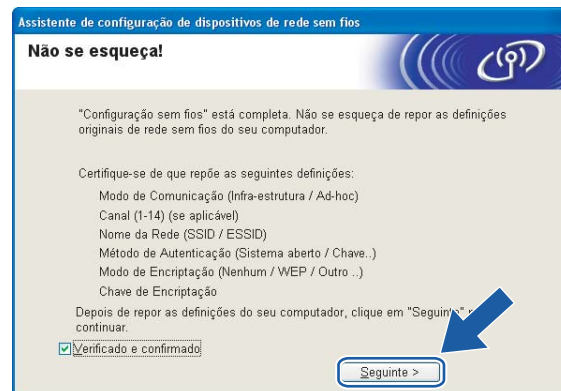 Assistente de configuração de dispositivos de rede sem fios
Não se esqueça!
"Configuração sem fios" está completa. Não se esqueça de repor as definições
originais de rede sem fios do seu computador.
Certifique-se de que repõe as seguintes definições:
Modo de Comunicação (Infra-estrutura / Ad-hoc)
Canal (1-14) (se aplicável)
Nome da Rede (SSID / ESSID)
Método de Autenticação (Sistema aberto / Chave..)
Modo de Encriptação (Nenhum / WEP / Outro ..)
Chave de Encriptação
Depois de repor as definições do seu computador, clique em "Seguinte"
continuar.
Verificado e confirmado
Seguinte >